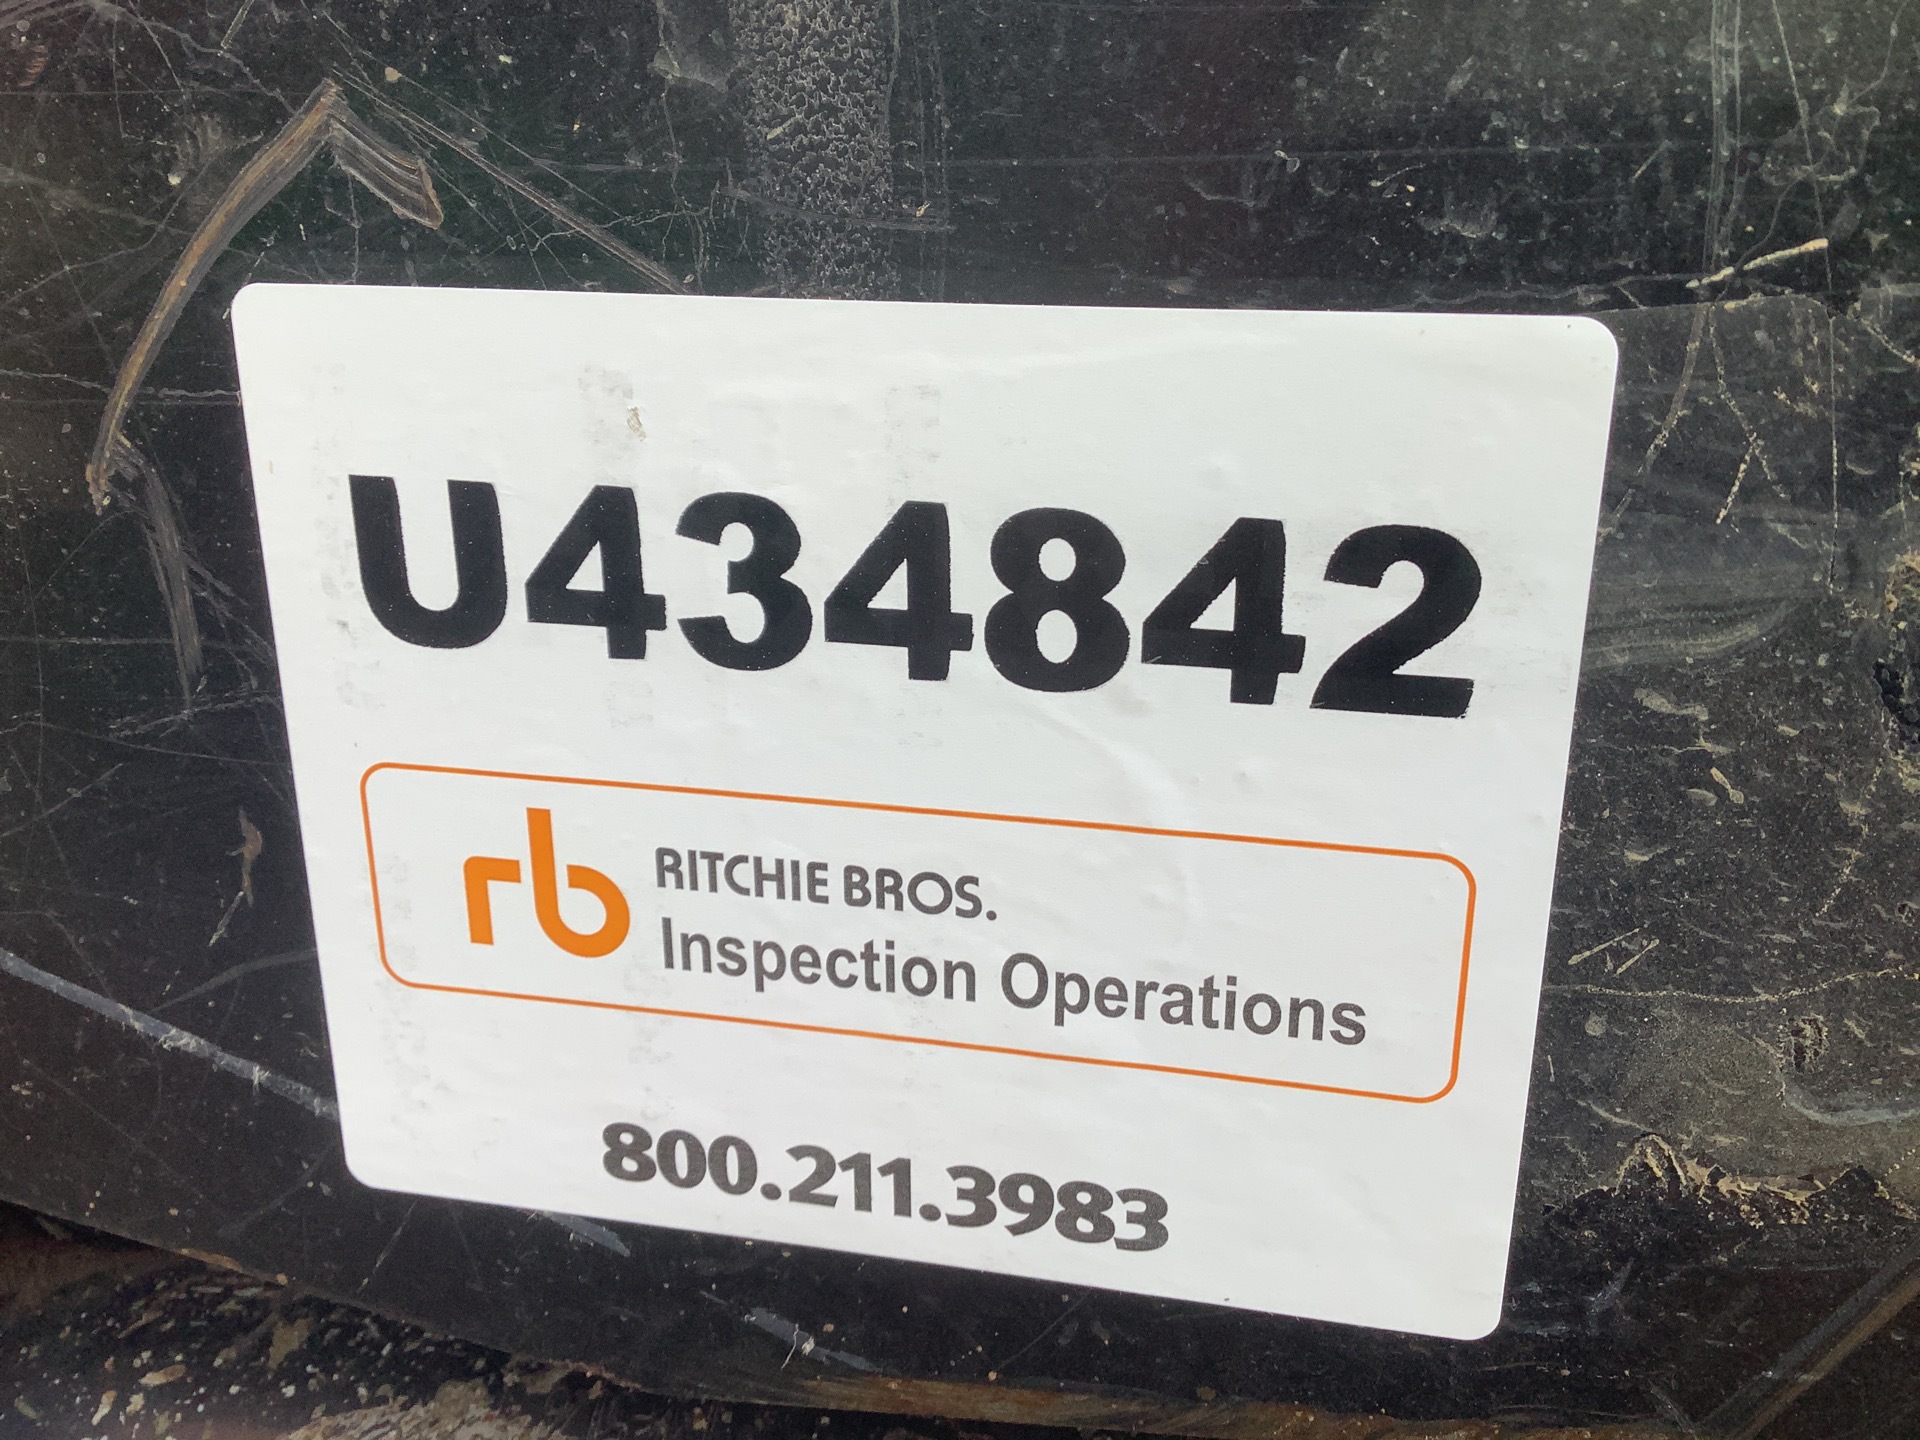 U434842
rb RITCHIE BROS.
Inspection Operations
800.211.3983